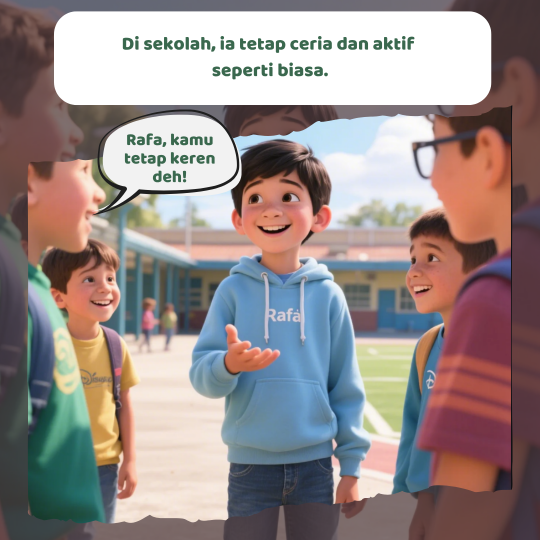 Di sekolah, ia tetap ceria dan aktif
seperti biasa.
Rafa, kamu
tetap keren
deh!
Rafa